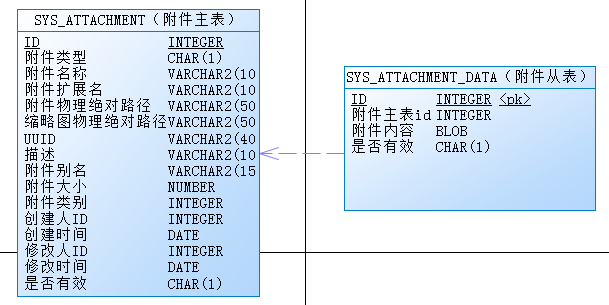 SYS_ATTACHMENT（附件主表）
ID INTEGER
附件类型 CHAR(1)
附件名称 VARCHAR2(10
附件扩展名 VARCHAR2(10
附件物理绝对路径 VARCHAR2(50
缩略图物理绝对路径 VARCHAR2(50
UUID VARCHAR2(40
描述 VARCHAR2(10
附件别名 VARCHAR2(15
附件大小 NUMBER
附件类别 INTEGER
创建人ID INTEGER
创建时间 DATE
修改人ID INTEGER
修改时间 DATE
是否有效 CHAR(1)
SYS_ATTACHMENT_DATA（附件从表）
ID INTEGER <pk>
附件主表id INTEGER
附件内容 BLOB
是否有效 CHAR(1)